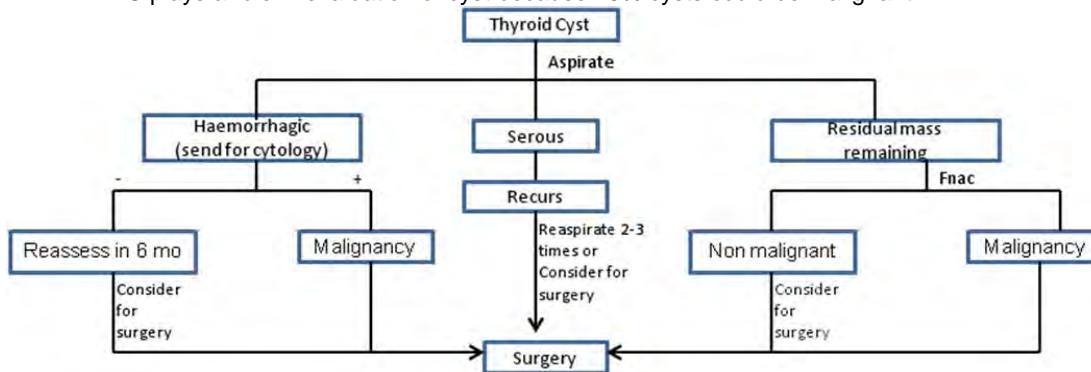 Thyroid Cyst
Aspirate
Haemorrhagic
(send for cytology)
Serous
Residual mass
remaining
-
+
Recurs
Fnac
Reassess in 6 mo
Malignancy
Reaspirate 2-3
times or
Consider for
surgery
Non malignant
Malignancy
Consider
for
surgery
Consider
for
surgery
Surgery